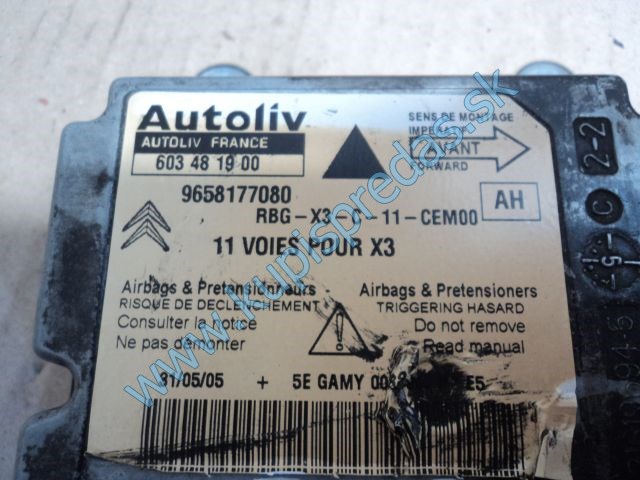 Autoliv
AUTOLIV FRANCE
603 48 19 00
SENS DE MONTAGE
IMPERATIF
AVANT
FORWARD
9658177080
AH
RBG-X3-C-11-CEM00
11 VOIES POUR X3
Airbags & Pretensionneurs
RISQUE DE DECLENCHEMENT
Consulter la notice
Ne pas démonter
Airbags & Pretensioners
TRIGGERING HASARD
Do not remove
Read manual
31/05/05 + 5E GAMY
C 2-2
www.kupispredas.sk